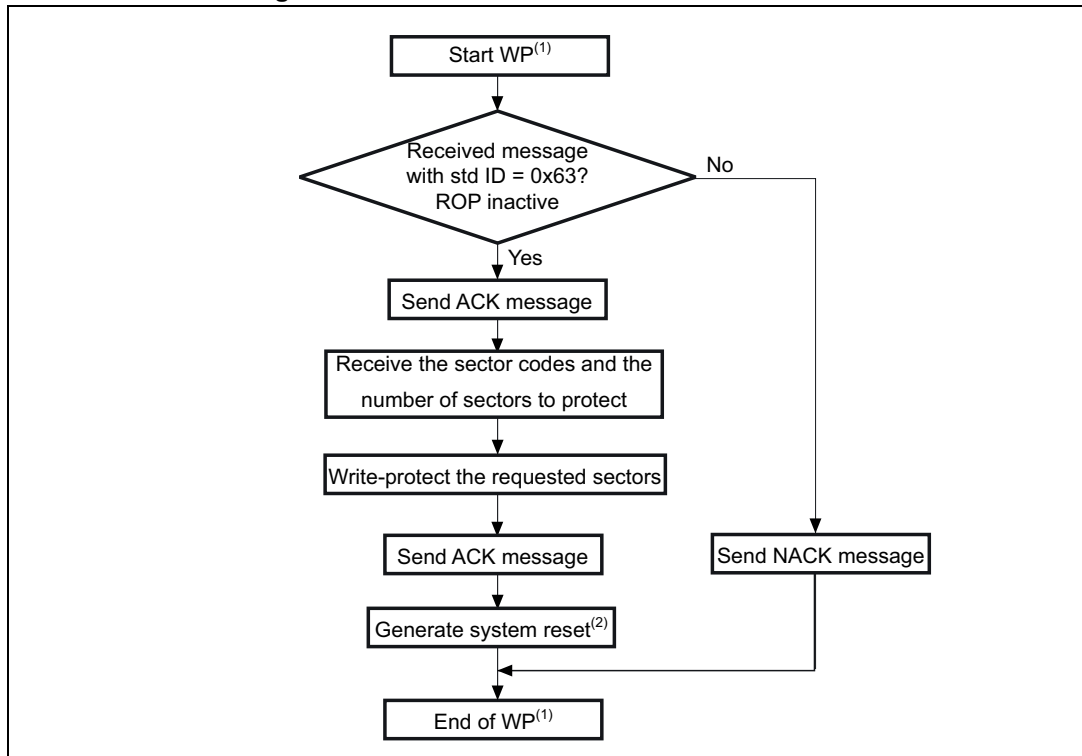 Start WP(1)
Received message
with std ID = 0x63?
ROP inactive
No
Yes
Send ACK message
Receive the sector codes and the
number of sectors to protect
Write-protect the requested sectors
Send ACK message
Send NACK message
Generate system reset(2)
End of WP(1)